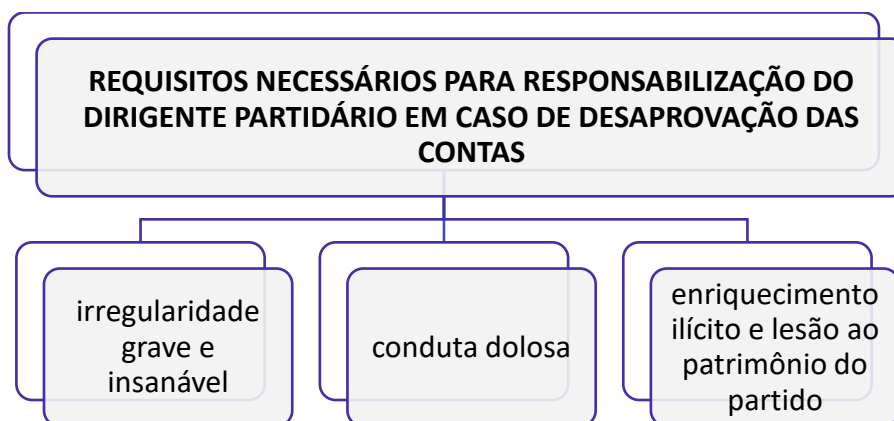 REQUISITOS NECESSÁRIOS PARA RESPONSABILIZAÇÃO DO
DIRIGENTE PARTIDÁRIO EM CASO DE DESAPROVAÇÃO DAS
CONTAS
irregularidade
grave e
insanável
conduta dolosa
enriquecimento
ilícito e lesão ao
patrimônio do
partido